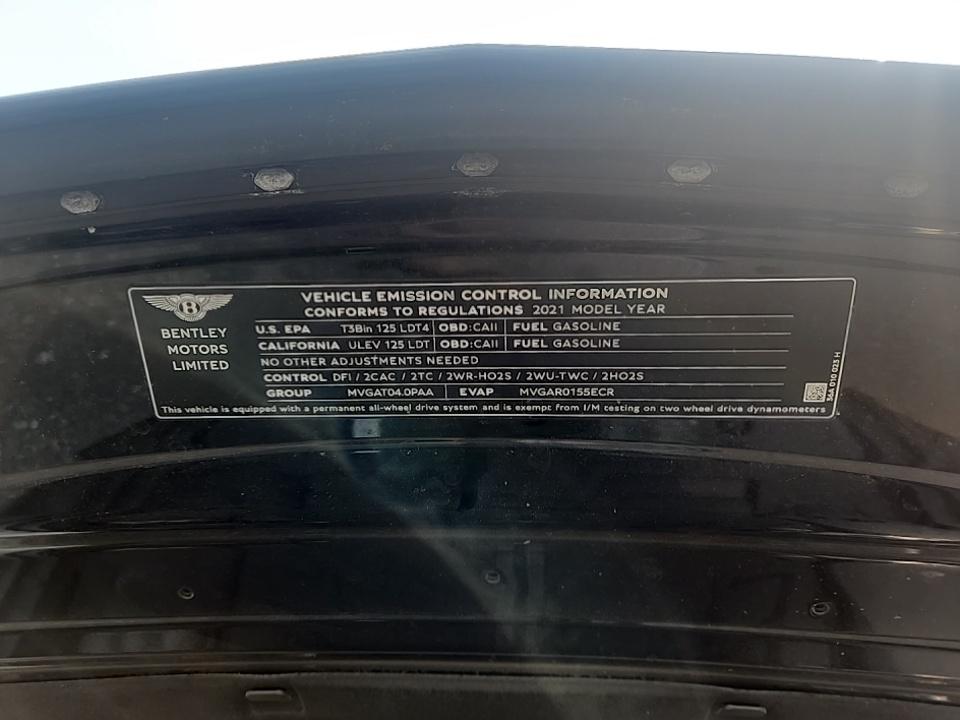 VEHICLE EMISSION CONTROL INFORMATION
CONFORMS TO REGULATIONS 2021 MODEL YEAR
B
BENTLEY
MOTORS
LIMITED
U.S. EPA T3Bin 125 LDT4 OBD:CAII FUEL GASOLINE
CALIFORNIA ULEV 125 LDT OBD:CAII FUEL GASOLINE
NO OTHER ADJUSTMENTS NEEDED
CONTROL DFI / 2CAC / 2TC / 2WR-HO2S / 2WU-TWC / 2HO2S
GROUP MVGAT04.0PAA EVAP MVGAR0155ECR
This vehicle is equipped with a permanent all-wheel drive system and is exempt from I/M testing on two wheel drive dynamometers
36A 010 023 H